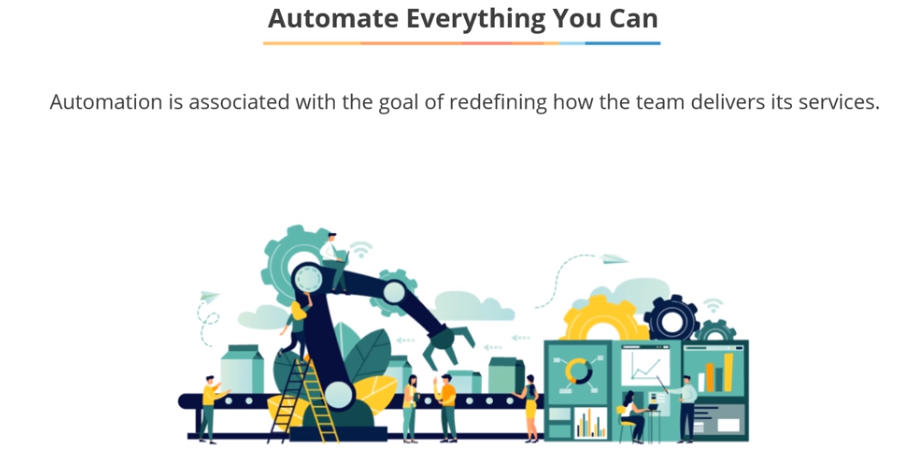 Automate Everything You Can
Automation is associated with the goal of redefining how the team delivers its services.